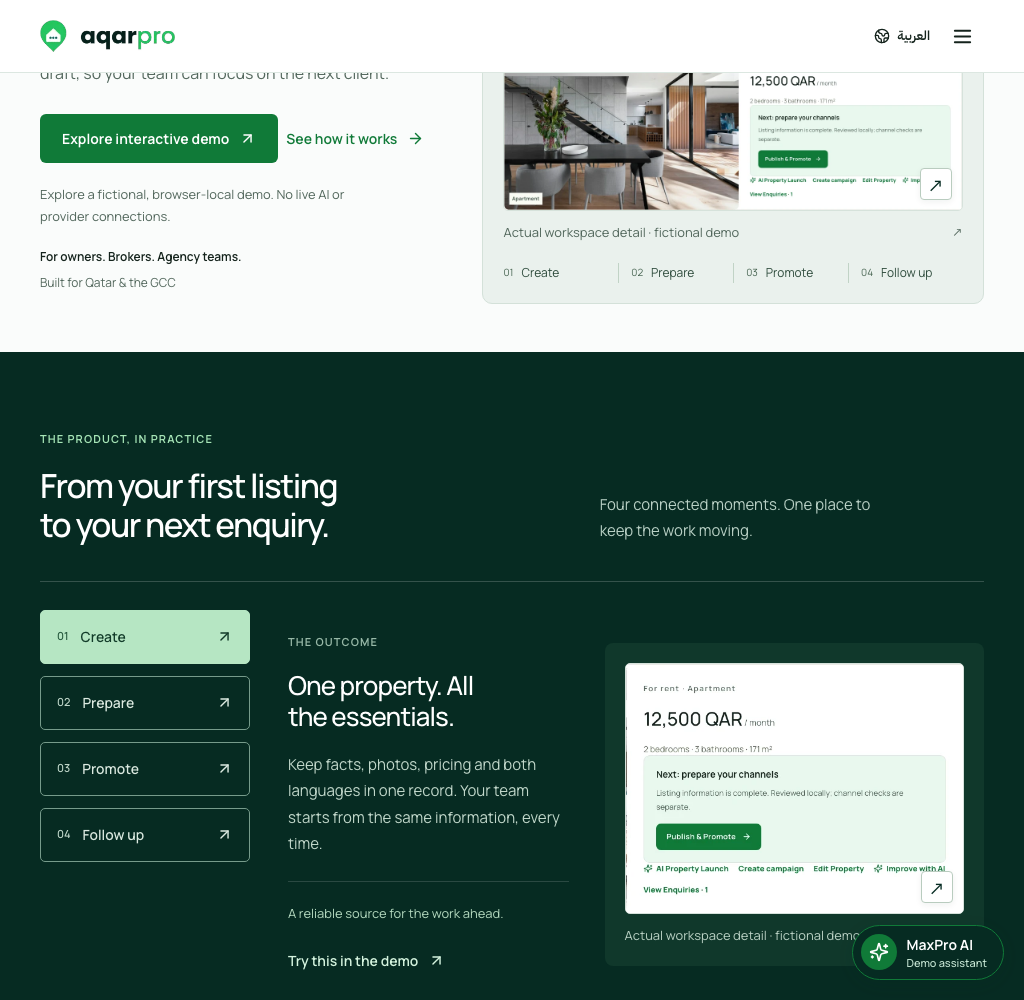 aqarpro
العربية
draft, so your team can focus on the next client.
Explore interactive demo
See how it works
Explore a fictional, browser-local demo. No live AI or
provider connections.
For owners. Brokers. Agency teams.
Built for Qatar & the GCC
12,500 QAR / month
2 bedrooms · 3 bathrooms · 171 m²
Next: prepare your channels
Listing information is complete. Reviewed locally; channel checks are
separate.
Publish & Promote
AI Property Launch Create campaign Edit Property
View Enquiries · 1
Apartment
Actual workspace detail · fictional demo
01 Create
02 Prepare
03 Promote
04 Follow up
THE PRODUCT, IN PRACTICE
From your first listing
to your next enquiry.
Four connected moments. One place to
keep the work moving.
01 Create
02 Prepare
03 Promote
04 Follow up
THE OUTCOME
One property. All
the essentials.
Keep facts, photos, pricing and both
languages in one record. Your team
starts from the same information, every
time.
A reliable source for the work ahead.
Try this in the demo
For rent · Apartment
12,500 QAR / month
2 bedrooms · 3 bathrooms · 171 m²
Next: prepare your channels
Listing information is complete. Reviewed locally; channel checks are
separate.
Publish & Promote
AI Property Launch Create campaign Edit Property Improve with AI
View Enquiries · 1
Actual workspace detail · fictional demo
MaxPro AI
Demo assistant